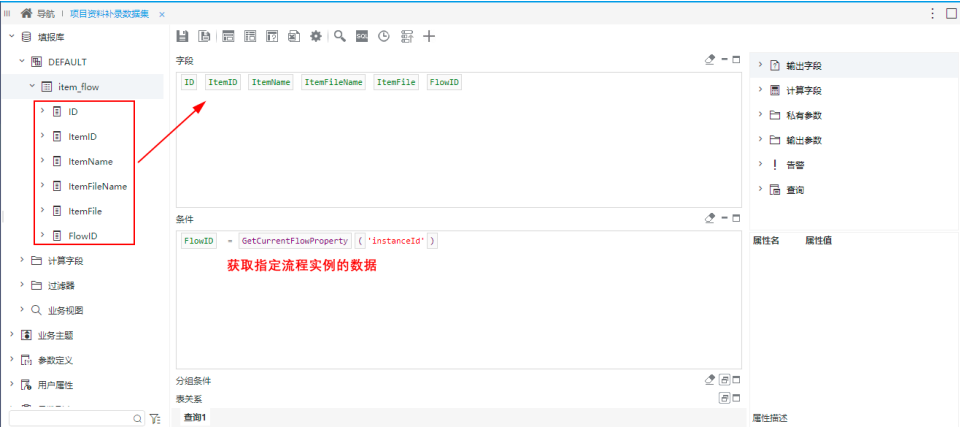 导航 项目资料补录数据集 ×
填报库
DEFAULT
item_flow
ID
ItemID
ItemName
ItemFileName
ItemFile
FlowID
计算字段
过滤器
业务视图
业务主题
参数定义
用户属性
SQL
字段
ID ItemID ItemName ItemFileName ItemFile FlowID
条件
FlowID = GetCurrentFlowProperty ('instanceId')
获取指定流程实例的数据
分组条件
表关系
查询1
输出字段
计算字段
私有参数
输出参数
告警
查询
属性名 属性值
属性描述